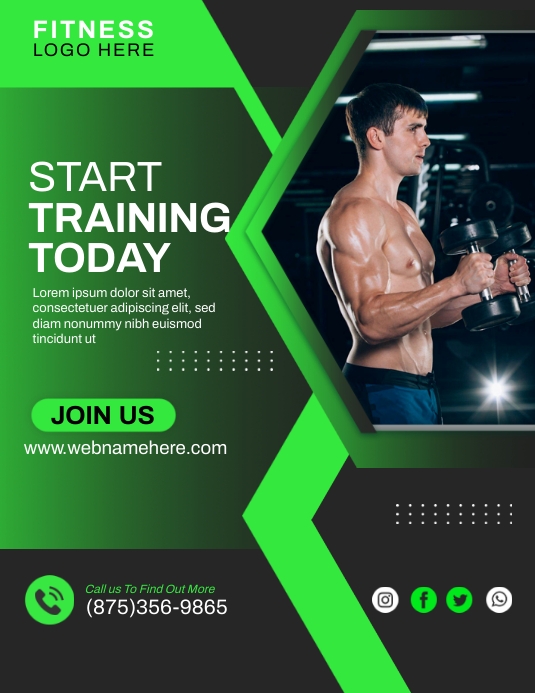 FITNESS
LOGO HERE
START
TRAINING
TODAY
Lorem ipsum dolor sit amet,
consectetuer adipiscing elit, sed
diam nonummy nibh euismod
tincidunt ut
JOIN US
www.webnamehere.com
Call us To Find Out More
(875)356-9865